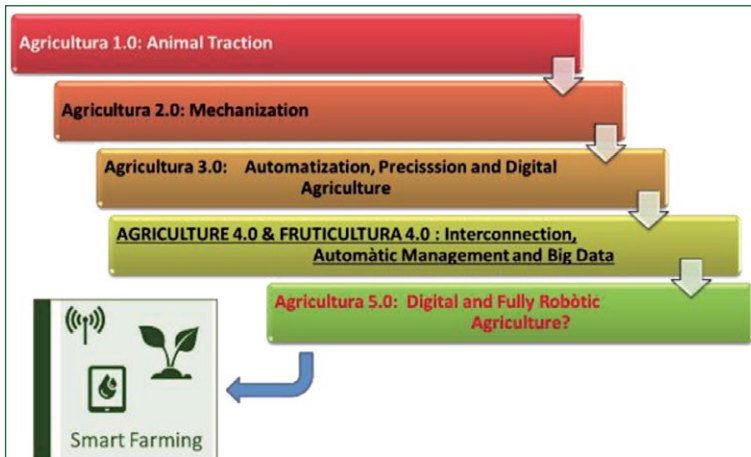 Agricultura 1.0: Animal Traction
Agricultura 2.0: Mechanization
Agricultura 3.0: Automatization, Precisssion and Digital
Agriculture
AGRICULTURE 4.0 & FRUTICULTURA 4.0 : Interconnection,
Automàtic Management and Big Data
Agricultura 5.0: Digital and Fully Robòtic
Agriculture?
Smart Farming